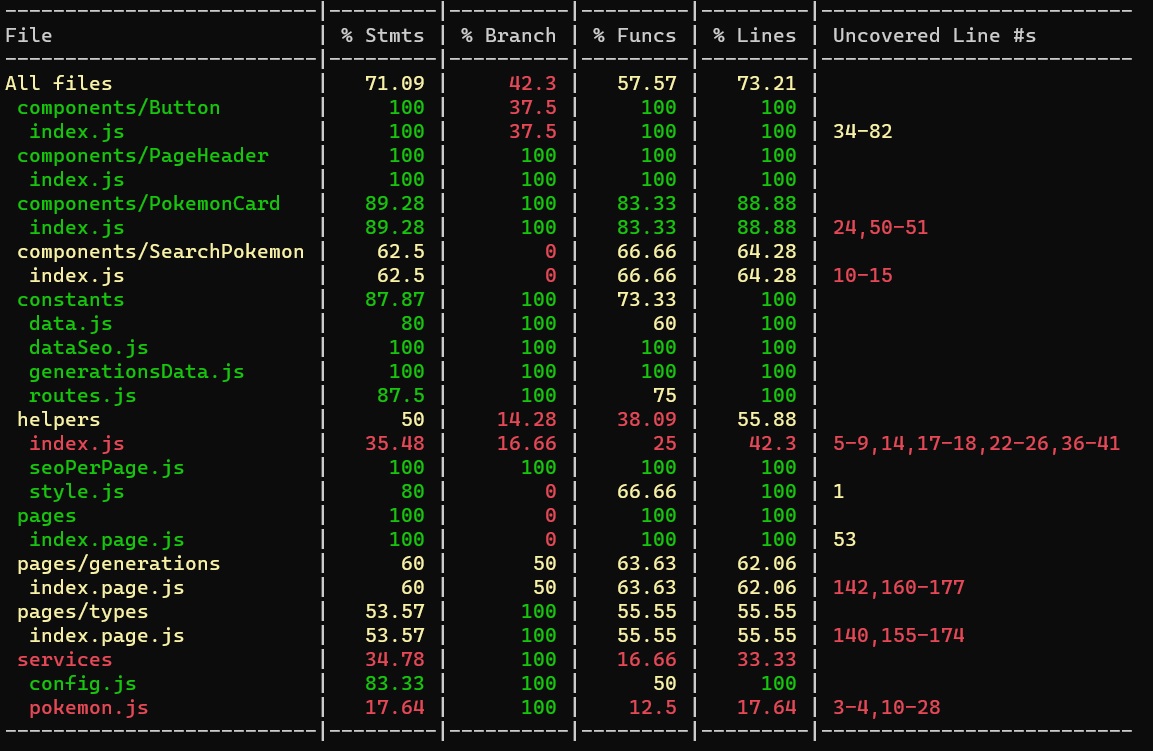 ----------------------------|---------|----------|---------|---------|---------------------------
File                        | % Stmts | % Branch | % Funcs | % Lines | Uncovered Line #s
----------------------------|---------|----------|---------|---------|---------------------------
All files                   |   71.09 |     42.3 |   57.57 |   73.21 |
 components/Button          |     100 |     37.5 |     100 |     100 |
  index.js                  |     100 |     37.5 |     100 |     100 | 34-82
 components/PageHeader      |     100 |      100 |     100 |     100 |
  index.js                  |     100 |      100 |     100 |     100 |
 components/PokemonCard     |   89.28 |      100 |   83.33 |   88.88 |
  index.js                  |   89.28 |      100 |   83.33 |   88.88 | 24,50-51
 components/SearchPokemon   |    62.5 |        0 |   66.66 |   64.28 |
  index.js                  |    62.5 |        0 |   66.66 |   64.28 | 10-15
 constants                  |   87.87 |      100 |   73.33 |     100 |
  data.js                   |      80 |      100 |      60 |     100 |
  dataSeo.js                |     100 |      100 |     100 |     100 |
  generationsData.js        |     100 |      100 |     100 |     100 |
  routes.js                 |    87.5 |      100 |      75 |     100 |
 helpers                    |      50 |    14.28 |   38.09 |   55.88 |
  index.js                  |   35.48 |    16.66 |      25 |    42.3 | 5-9,14,17-18,22-26,36-41
  seoPerPage.js             |     100 |      100 |     100 |     100 |
  style.js                  |      80 |        0 |   66.66 |     100 | 1
 pages                      |     100 |        0 |     100 |     100 |
  index.page.js             |     100 |        0 |     100 |     100 | 53
 pages/generations          |      60 |       50 |   63.63 |   62.06 |
  index.page.js             |      60 |       50 |   63.63 |   62.06 | 142,160-177
 pages/types                |   53.57 |      100 |   55.55 |   55.55 |
  index.page.js             |   53.57 |      100 |   55.55 |   55.55 | 140,155-174
 services                   |   34.78 |      100 |   16.66 |   33.33 |
  config.js                 |   83.33 |      100 |      50 |     100 |
  pokemon.js                |   17.64 |      100 |    12.5 |   17.64 | 3-4,10-28
----------------------------|---------|----------|---------|---------|---------------------------